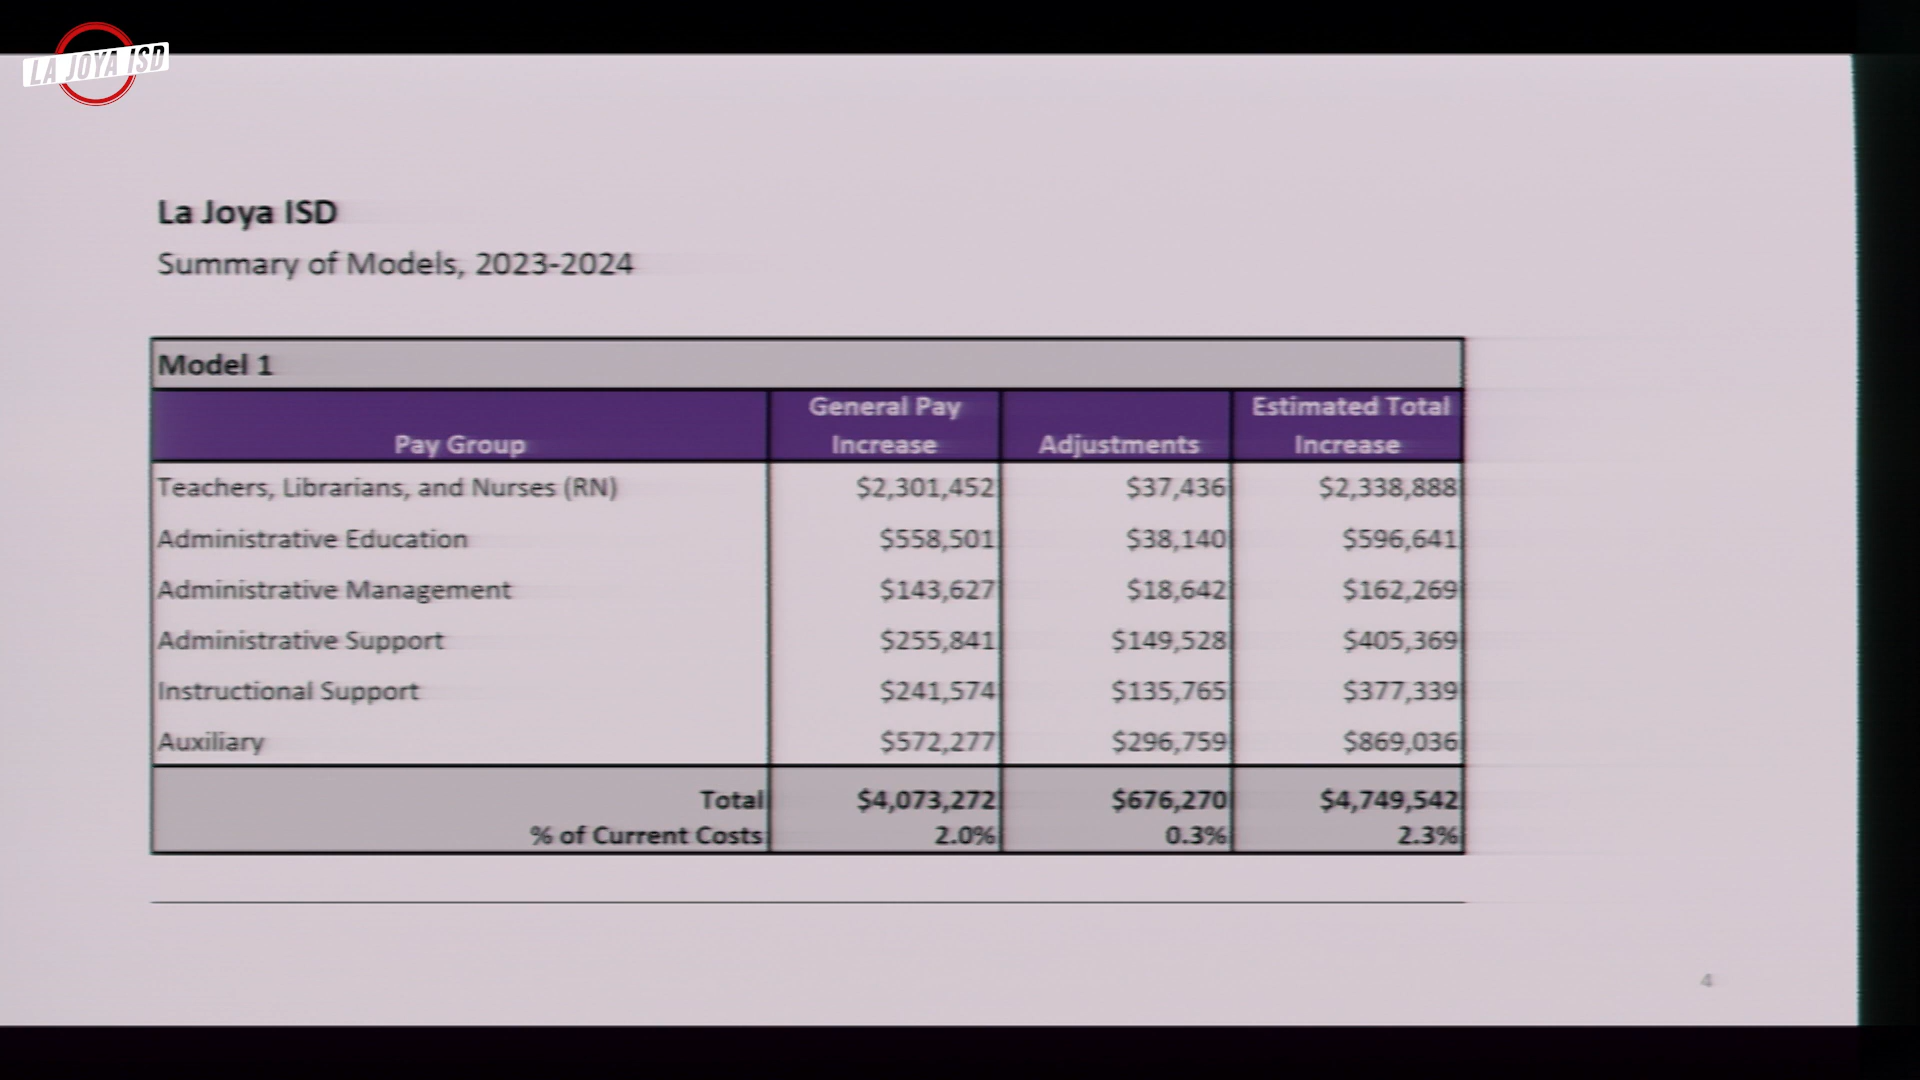 LA JOYA ISD
La Joya ISD
Summary of Models, 2023-2024
Model 1
Pay Group General Pay Increase Adjustments Estimated Total Increase
Teachers, Librarians, and Nurses (RN) $2,301,452 $37,436 $2,338,888
Administrative Education $558,501 $38,140 $596,641
Administrative Management $143,627 $18,642 $162,269
Administrative Support $255,841 $149,528 $405,369
Instructional Support $241,574 $135,765 $377,339
Auxiliary $572,277 $296,759 $869,036
Total $4,073,272 $676,270 $4,749,542
% of Current Costs 2.0% 0.3% 2.3%
4